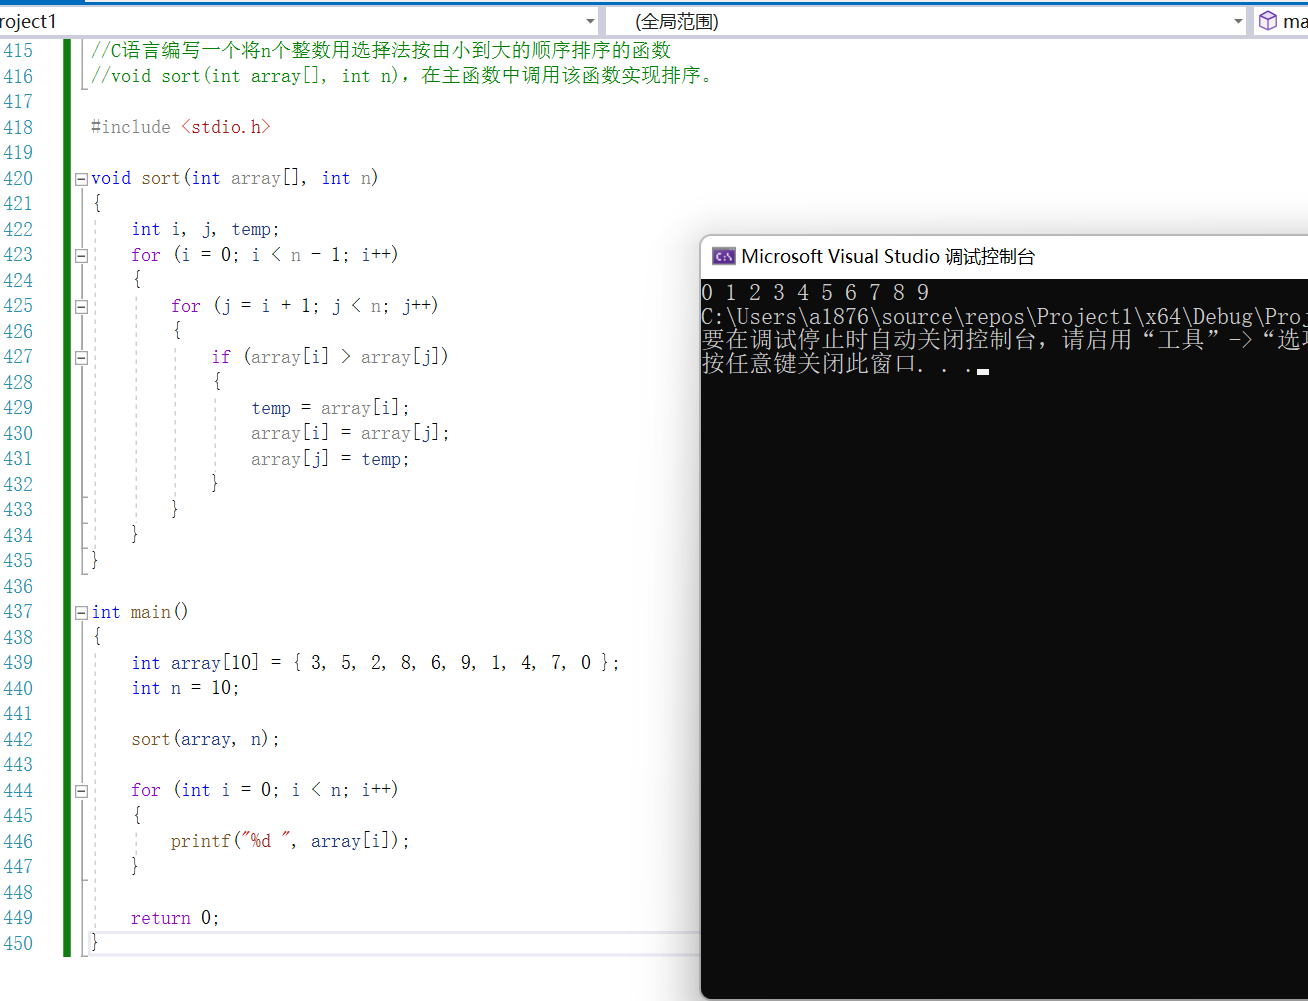 roject1
(全局范围)
ma
415 //C语言编写一个将n个整数用选择法按由小到大的顺序排序的函数
416 //void sort(int array[], int n)，在主函数中调用该函数实现排序。
417
418 #include <stdio.h>
419
420 void sort(int array[], int n)
421 {
422 int i, j, temp;
423 for (i = 0; i < n - 1; i++)
424 {
425 for (j = i + 1; j < n; j++)
426 {
427 if (array[i] > array[j])
428 {
429 temp = array[i];
430 array[i] = array[j];
431 array[j] = temp;
432 }
433 }
434 }
435 }
436
437 int main()
438 {
439 int array[10] = { 3, 5, 2, 8, 6, 9, 1, 4, 7, 0 };
440 int n = 10;
441
442 sort(array, n);
443
444 for (int i = 0; i < n; i++)
445 {
446 printf("%d ", array[i]);
447 }
448
449 return 0;
450 }
C:\ Microsoft Visual Studio 调试控制台
0 1 2 3 4 5 6 7 8 9
C:\Users\a1876\source\repos\Project1\x64\Debug\Proj
要在调试停止时自动关闭控制台，请启用“工具”->“选项
按任意键关闭此窗口. . .